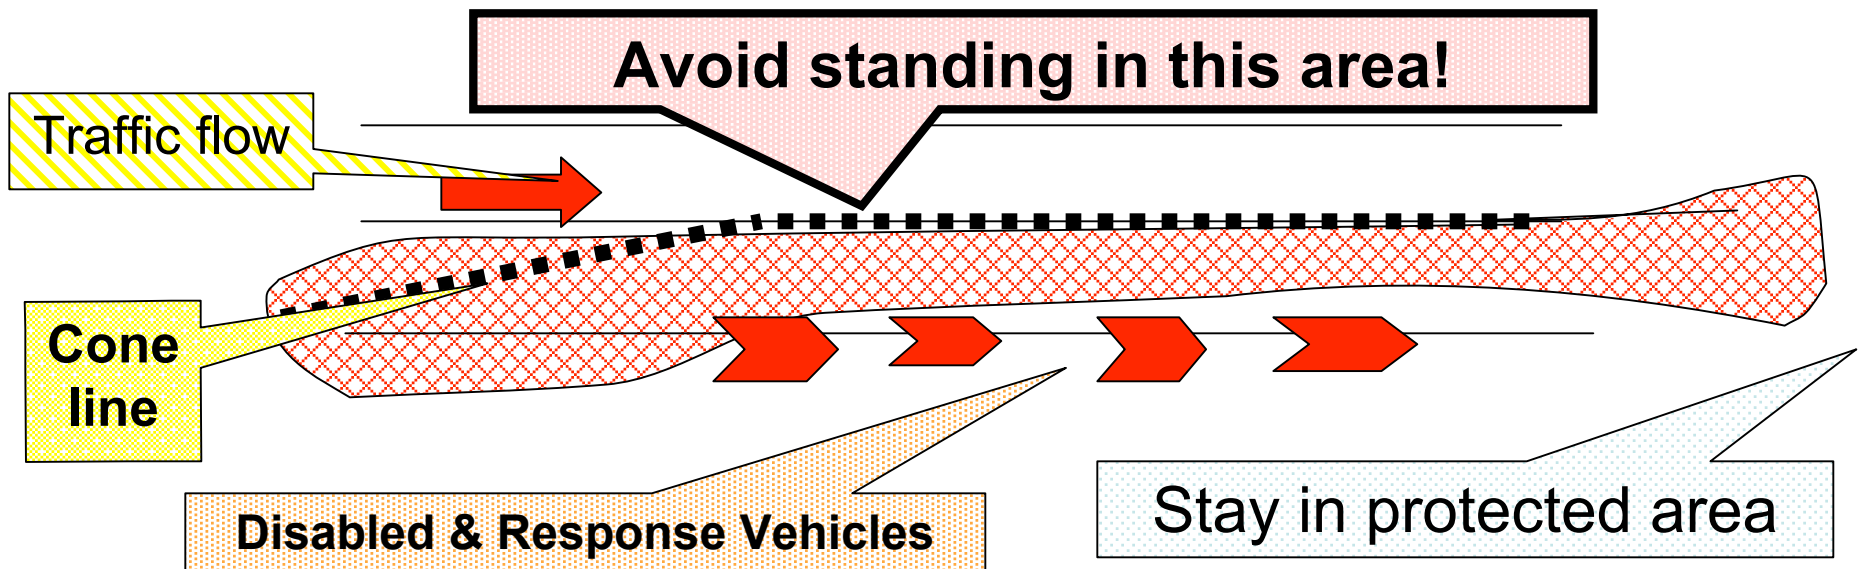 Avoid standing in this area!
Traffic flow
Cone
line
Disabled & Response Vehicles
Stay in protected area